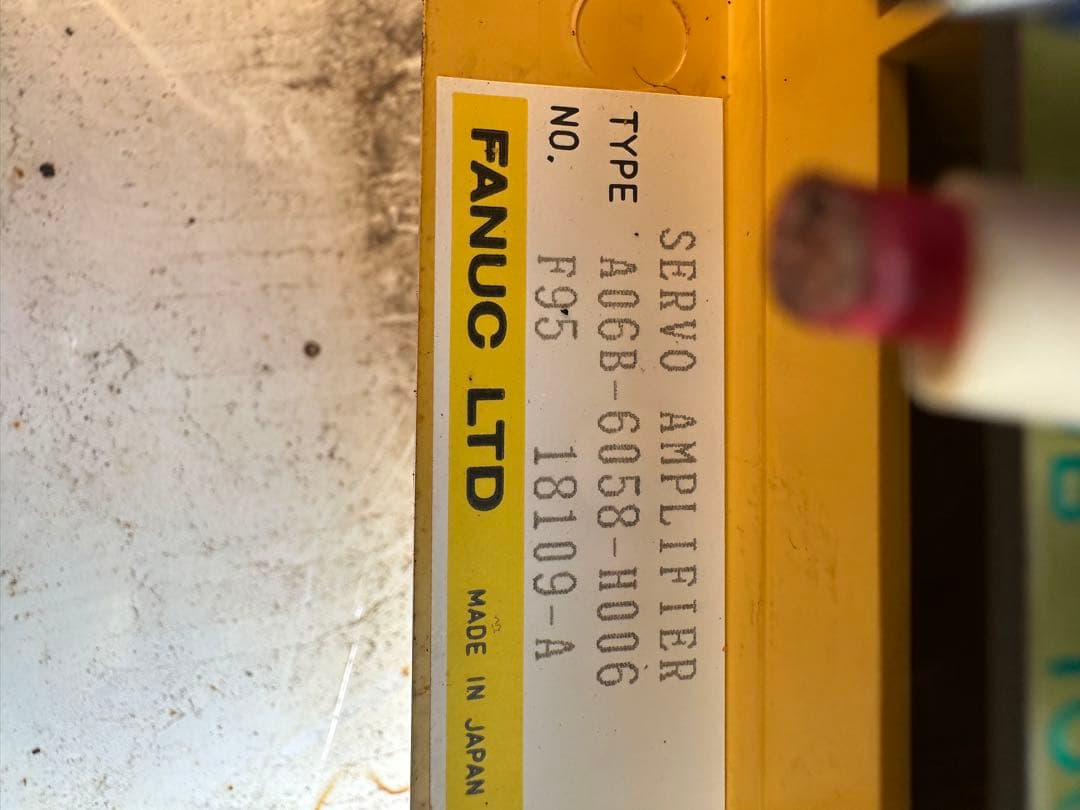 SERVO AMPLIFIER
TYPE A06B-6058-H006
NO. F95 18109-A
FANUC LTD MADE IN JAPAN